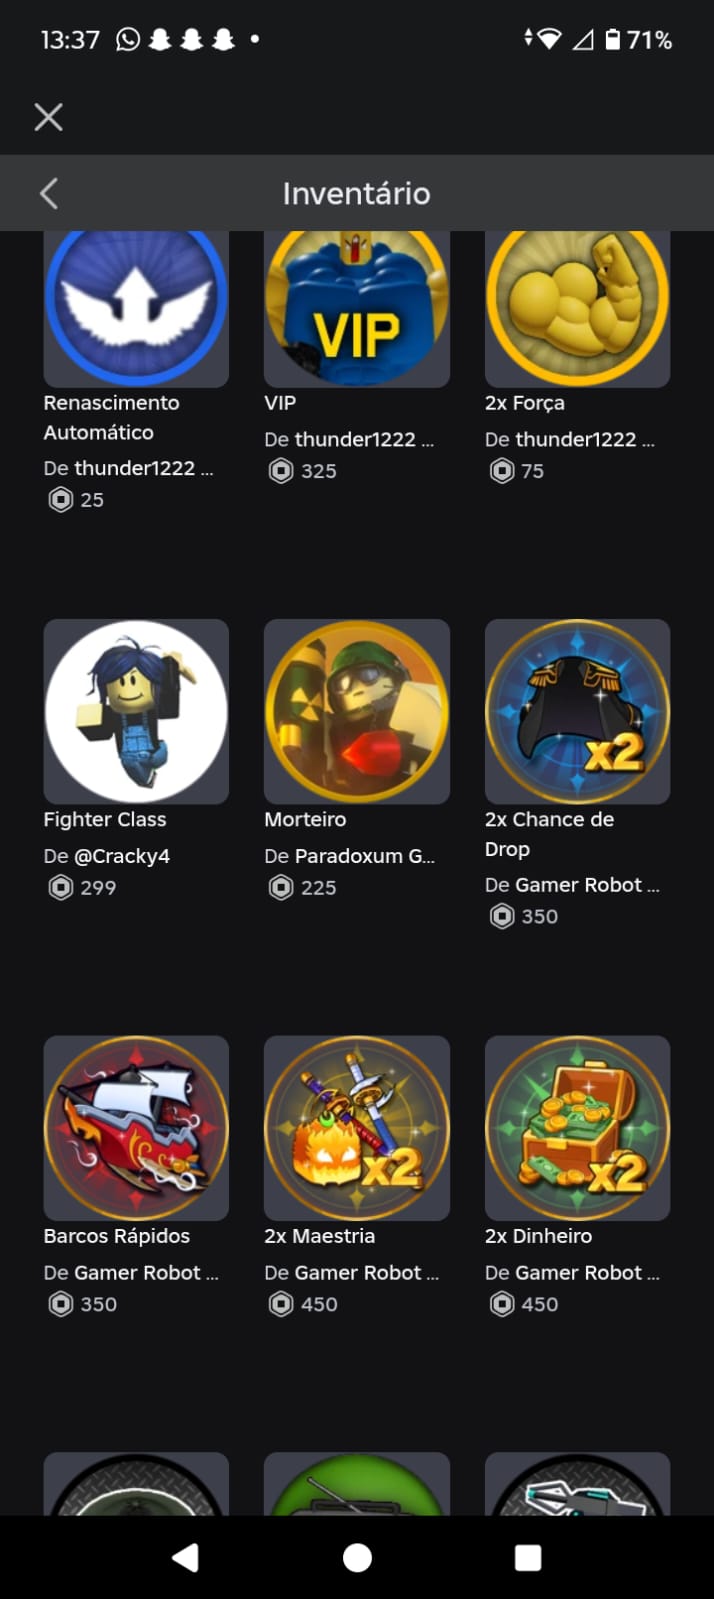 13:37
71%
Inventário
VIP
Renascimento
Automático
De thunder1222 ...
25
VIP
De thunder1222 ...
325
2x Força
De thunder1222 ...
75
Fighter Class
De @Cracky4
299
Morteiro
De Paradoxum G...
225
x2
2x Chance de
Drop
De Gamer Robot ...
350
Barcos Rápidos
De Gamer Robot ...
350
x2
2x Maestria
De Gamer Robot ...
450
x2
2x Dinheiro
De Gamer Robot ...
450